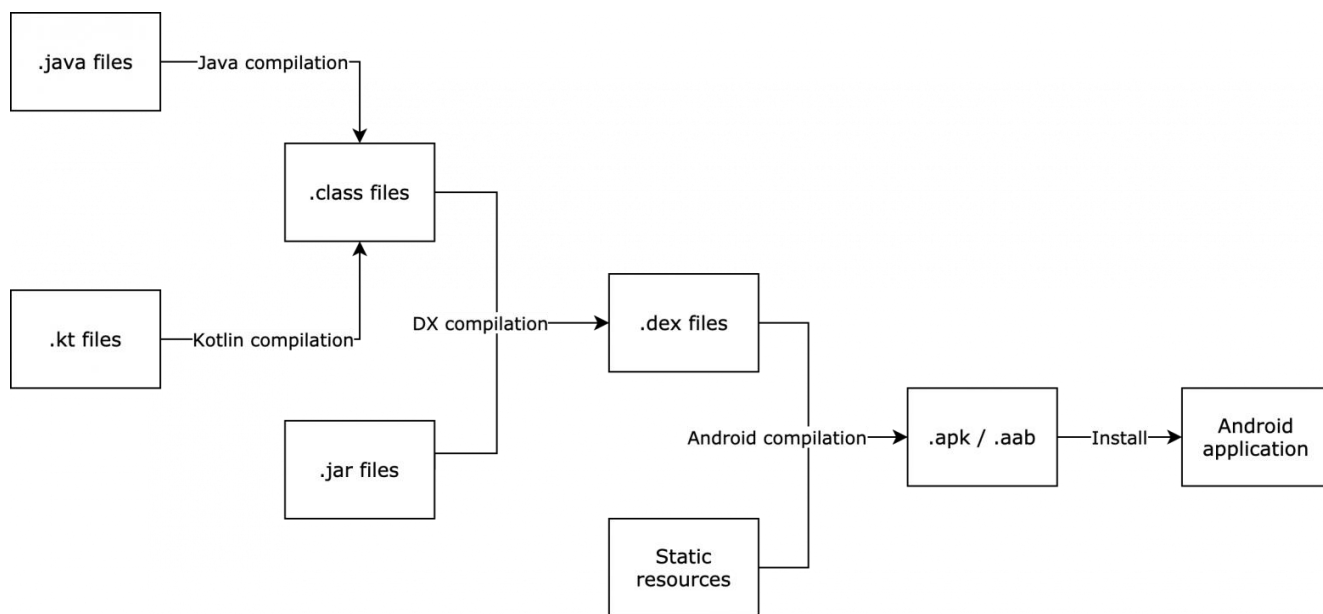 .java files
Java compilation
.class files
.kt files
Kotlin compilation
DX compilation
.dex files
.jar files
Android compilation
.apk / .aab
Install
Android
application
Static
resources